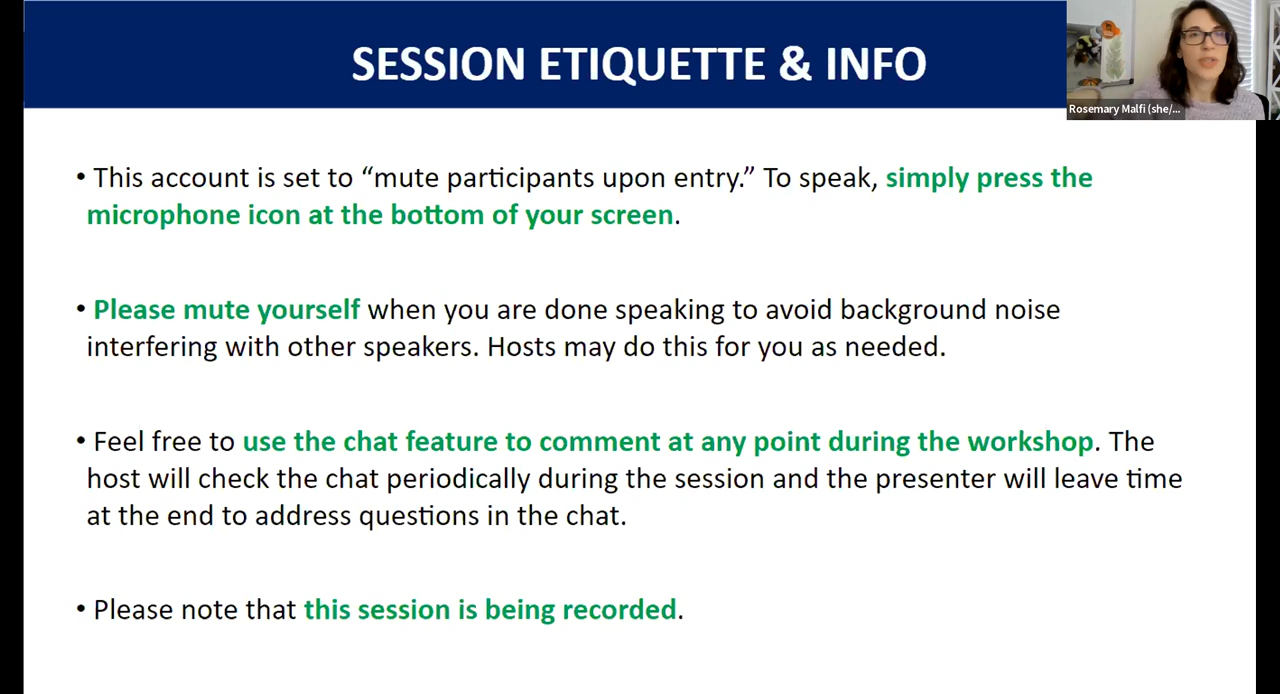 SESSION ETIQUETTE & INFO
Rosemary Malfi (she/...
• This account is set to “mute participants upon entry.” To speak, simply press the
microphone icon at the bottom of your screen.
• Please mute yourself when you are done speaking to avoid background noise
interfering with other speakers. Hosts may do this for you as needed.
• Feel free to use the chat feature to comment at any point during the workshop. The
host will check the chat periodically during the session and the presenter will leave time
at the end to address questions in the chat.
• Please note that this session is being recorded.